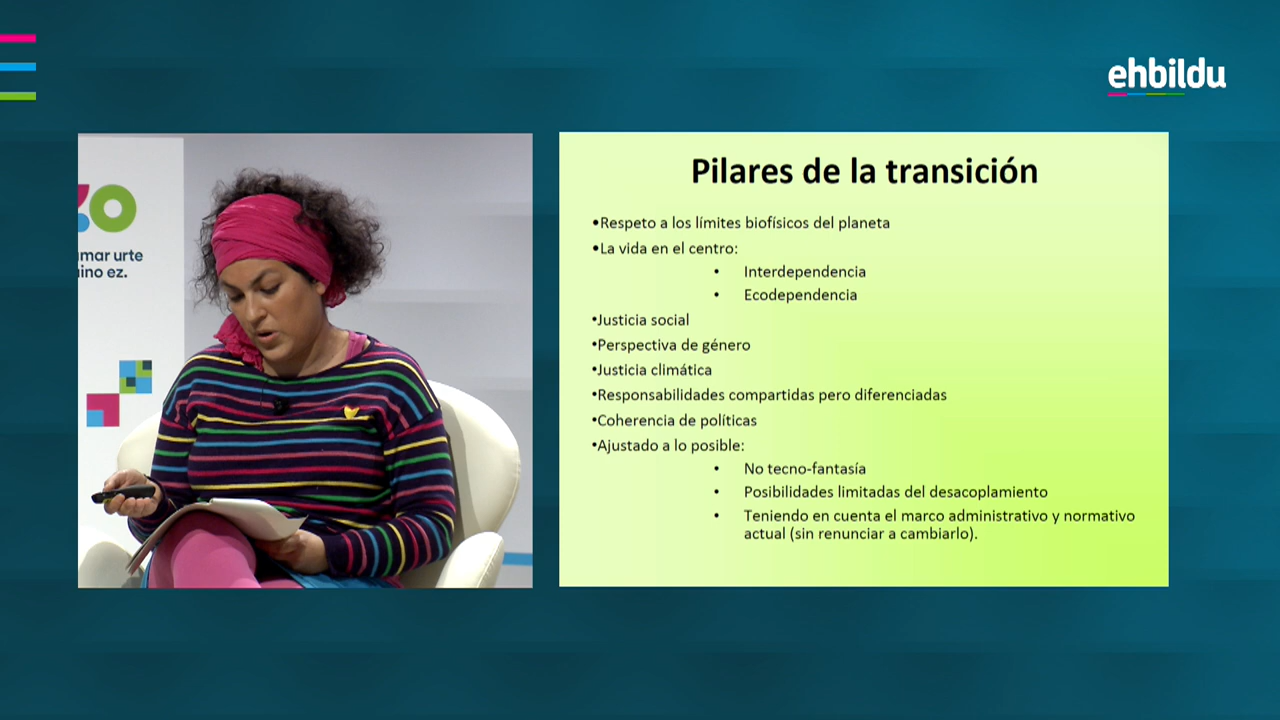 ehbildu
Pilares de la transición
•Respeto a los límites biofísicos del planeta
•La vida en el centro:
• Interdependencia
• Ecodependencia
•Justicia social
•Perspectiva de género
•Justicia climática
•Responsabilidades compartidas pero diferenciadas
•Coherencia de políticas
•Ajustado a lo posible:
• No tecno-fantasía
• Posibilidades limitadas del desacoplamiento
• Teniendo en cuenta el marco administrativo y normativo
actual (sin renunciar a cambiarlo).
urte
ez.